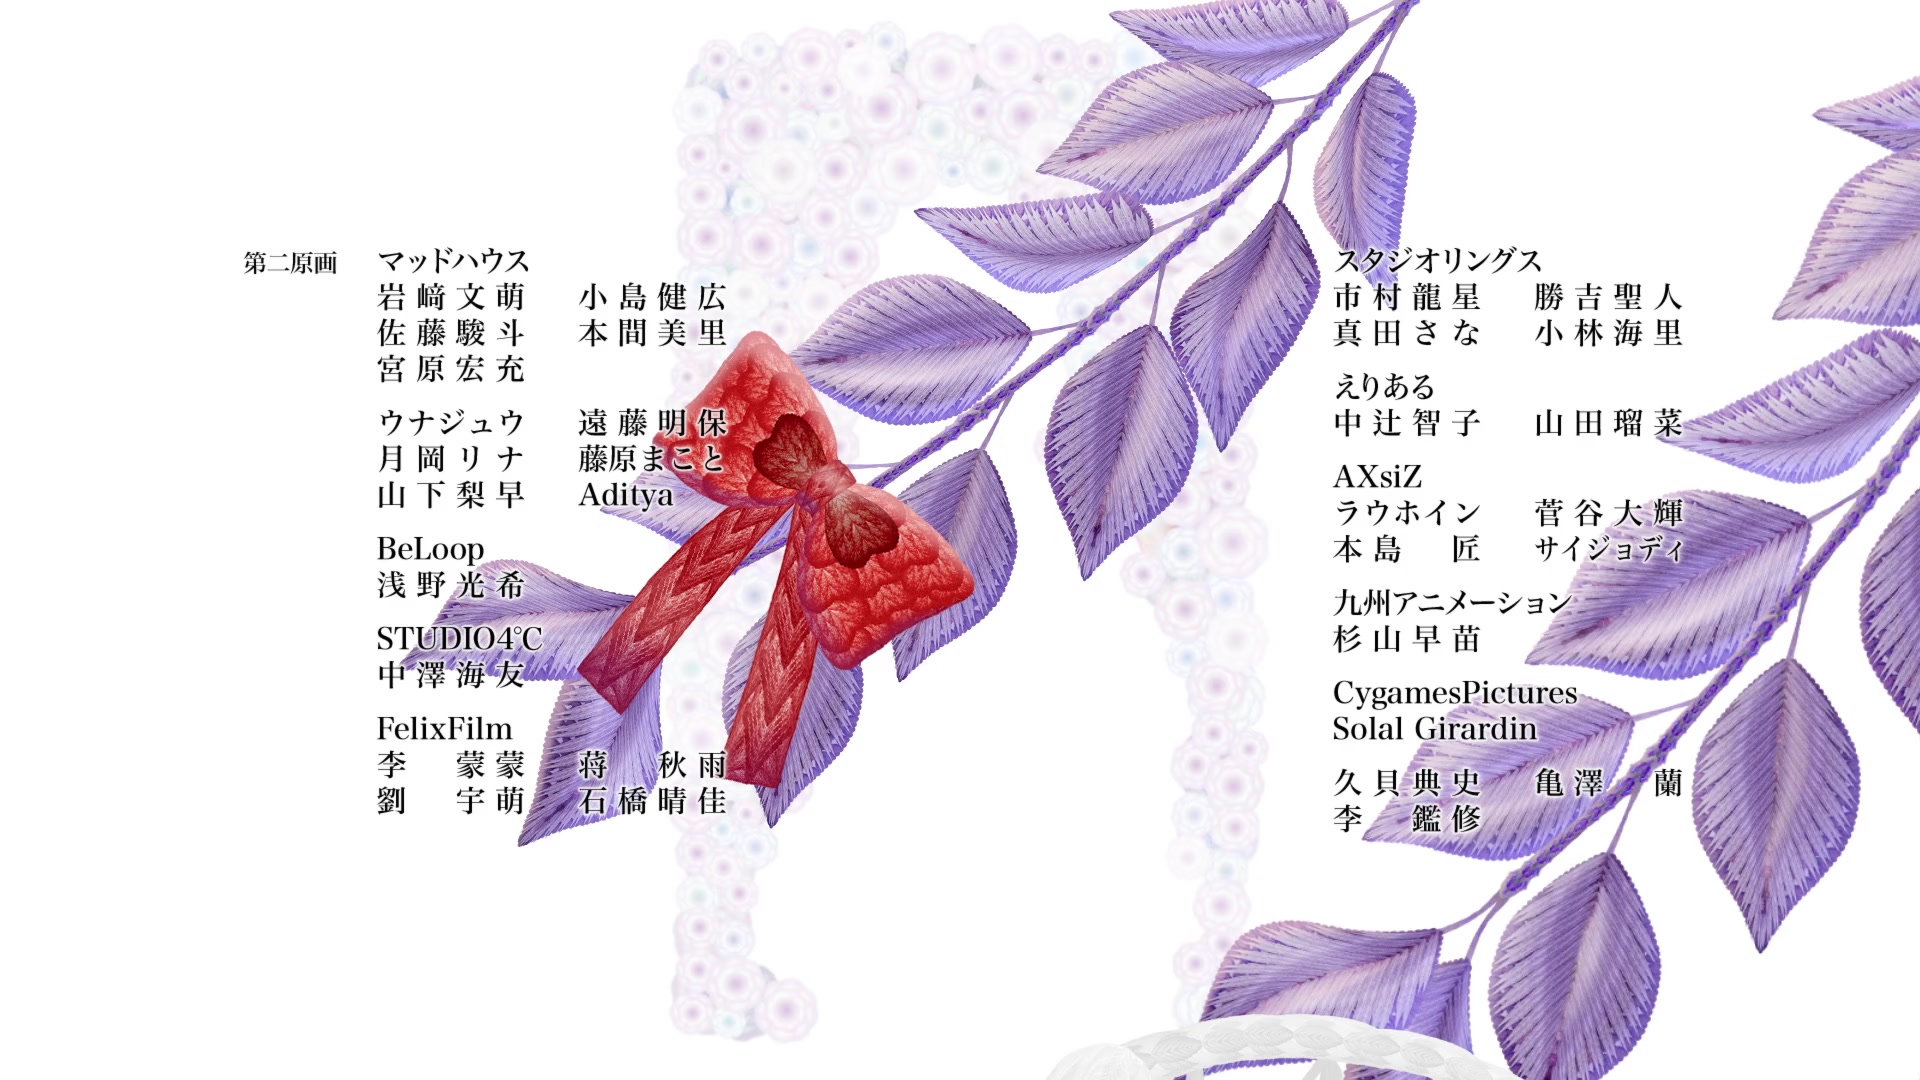 第二原画
マッドハウス
岩﨑文萌 小島健広
佐藤駿斗 本間美里
宮原宏充
ウナジュウ 遠藤明保
月岡リナ 藤原まこと
山下梨早 Aditya
BeLoop
浅野光希
STUDIO4℃
中澤海友
FelixFilm
李 蒙蒙 蒋 秋雨
劉 宇萌 石橋晴佳
スタジオリングス
市村龍星 勝吉聖人
真田さな 小林海里
えりある
中辻智子 山田瑠菜
AXsiZ
ラウホイン 菅谷大輝
本島 匠 サイジョディ
九州アニメーション
杉山早苗
CygamesPictures
Solal Girardin
久貝典史 亀澤 蘭
李 鑑修